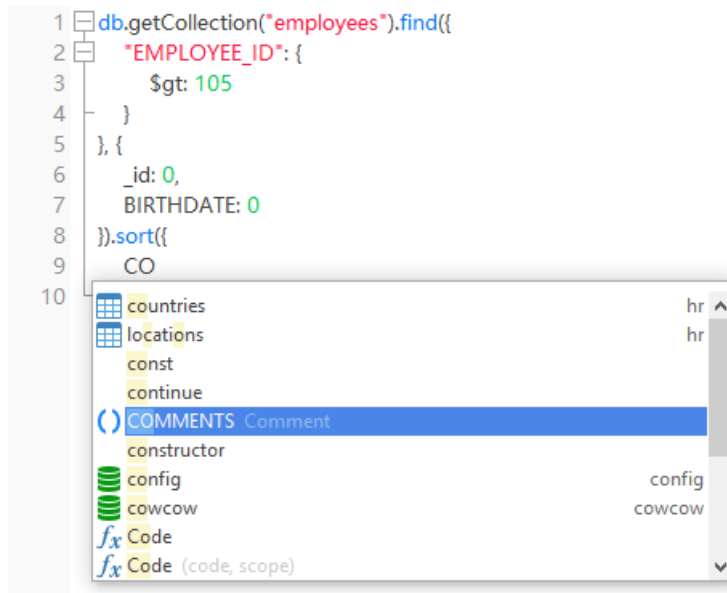 1 db.getCollection("employees").find({
2 "EMPLOYEE_ID": {
3 $gt: 105
4 }
5 }, {
6 _id: 0,
7 BIRTHDATE: 0
8 }).sort({
9 CO
10
countries hr
locations hr
const
continue
() COMMENTS Comment
constructor
config config
cowcow cowcow
fx Code
fx Code (code, scope)